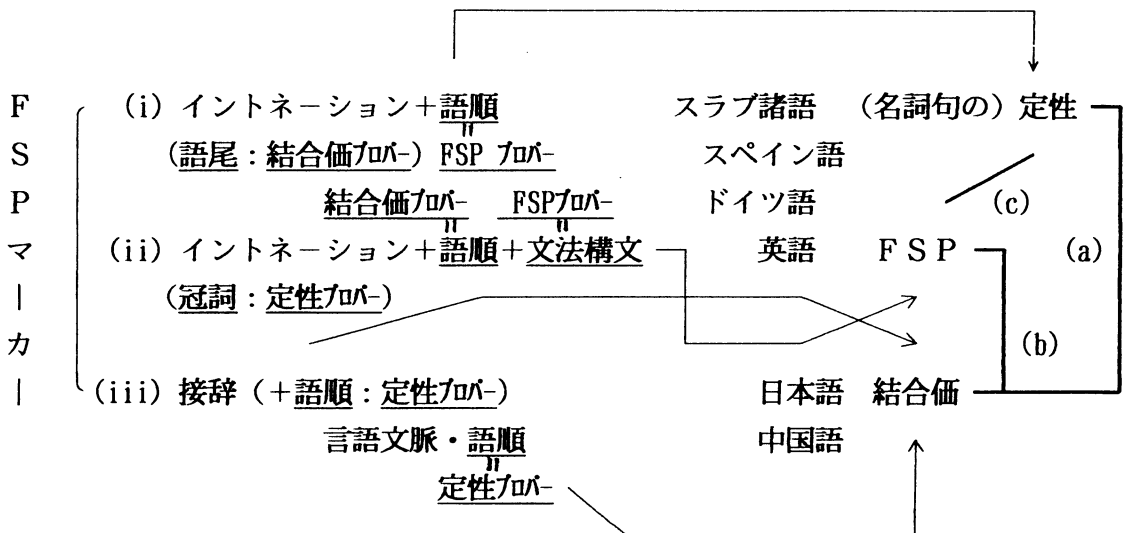 FSPマーカー
(i) イントネーション+語順 スラブ諸語 (名詞句の) 定性
(語尾:結合価プロパー) FSP プロパー スペイン語
結合価プロパー FSPプロパー ドイツ語 (c)
(ii) イントネーション+語順+文法構文 英語 FSP (a)
(冠詞:定性プロパー)
(b)
(iii) 接辞 (+語順:定性プロパー) 日本語 結合価
言語文脈・語順 中国語
定性プロパー